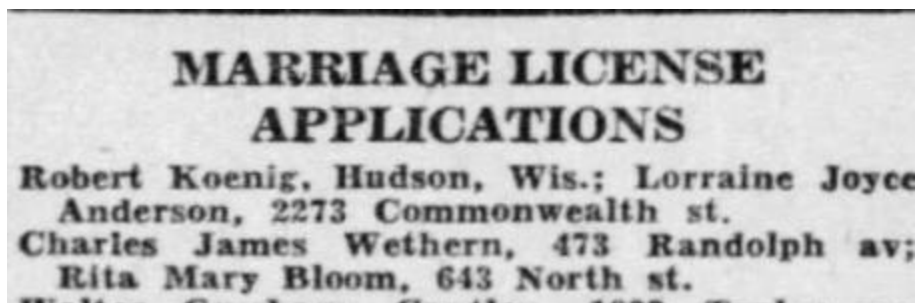 MARRIAGE LICENSE
APPLICATIONS
Robert Koenig, Hudson, Wis.; Lorraine Joyce
Anderson, 2273 Commonwealth st.
Charles James Wethern, 473 Randolph av;
Rita Mary Bloom, 643 North st.